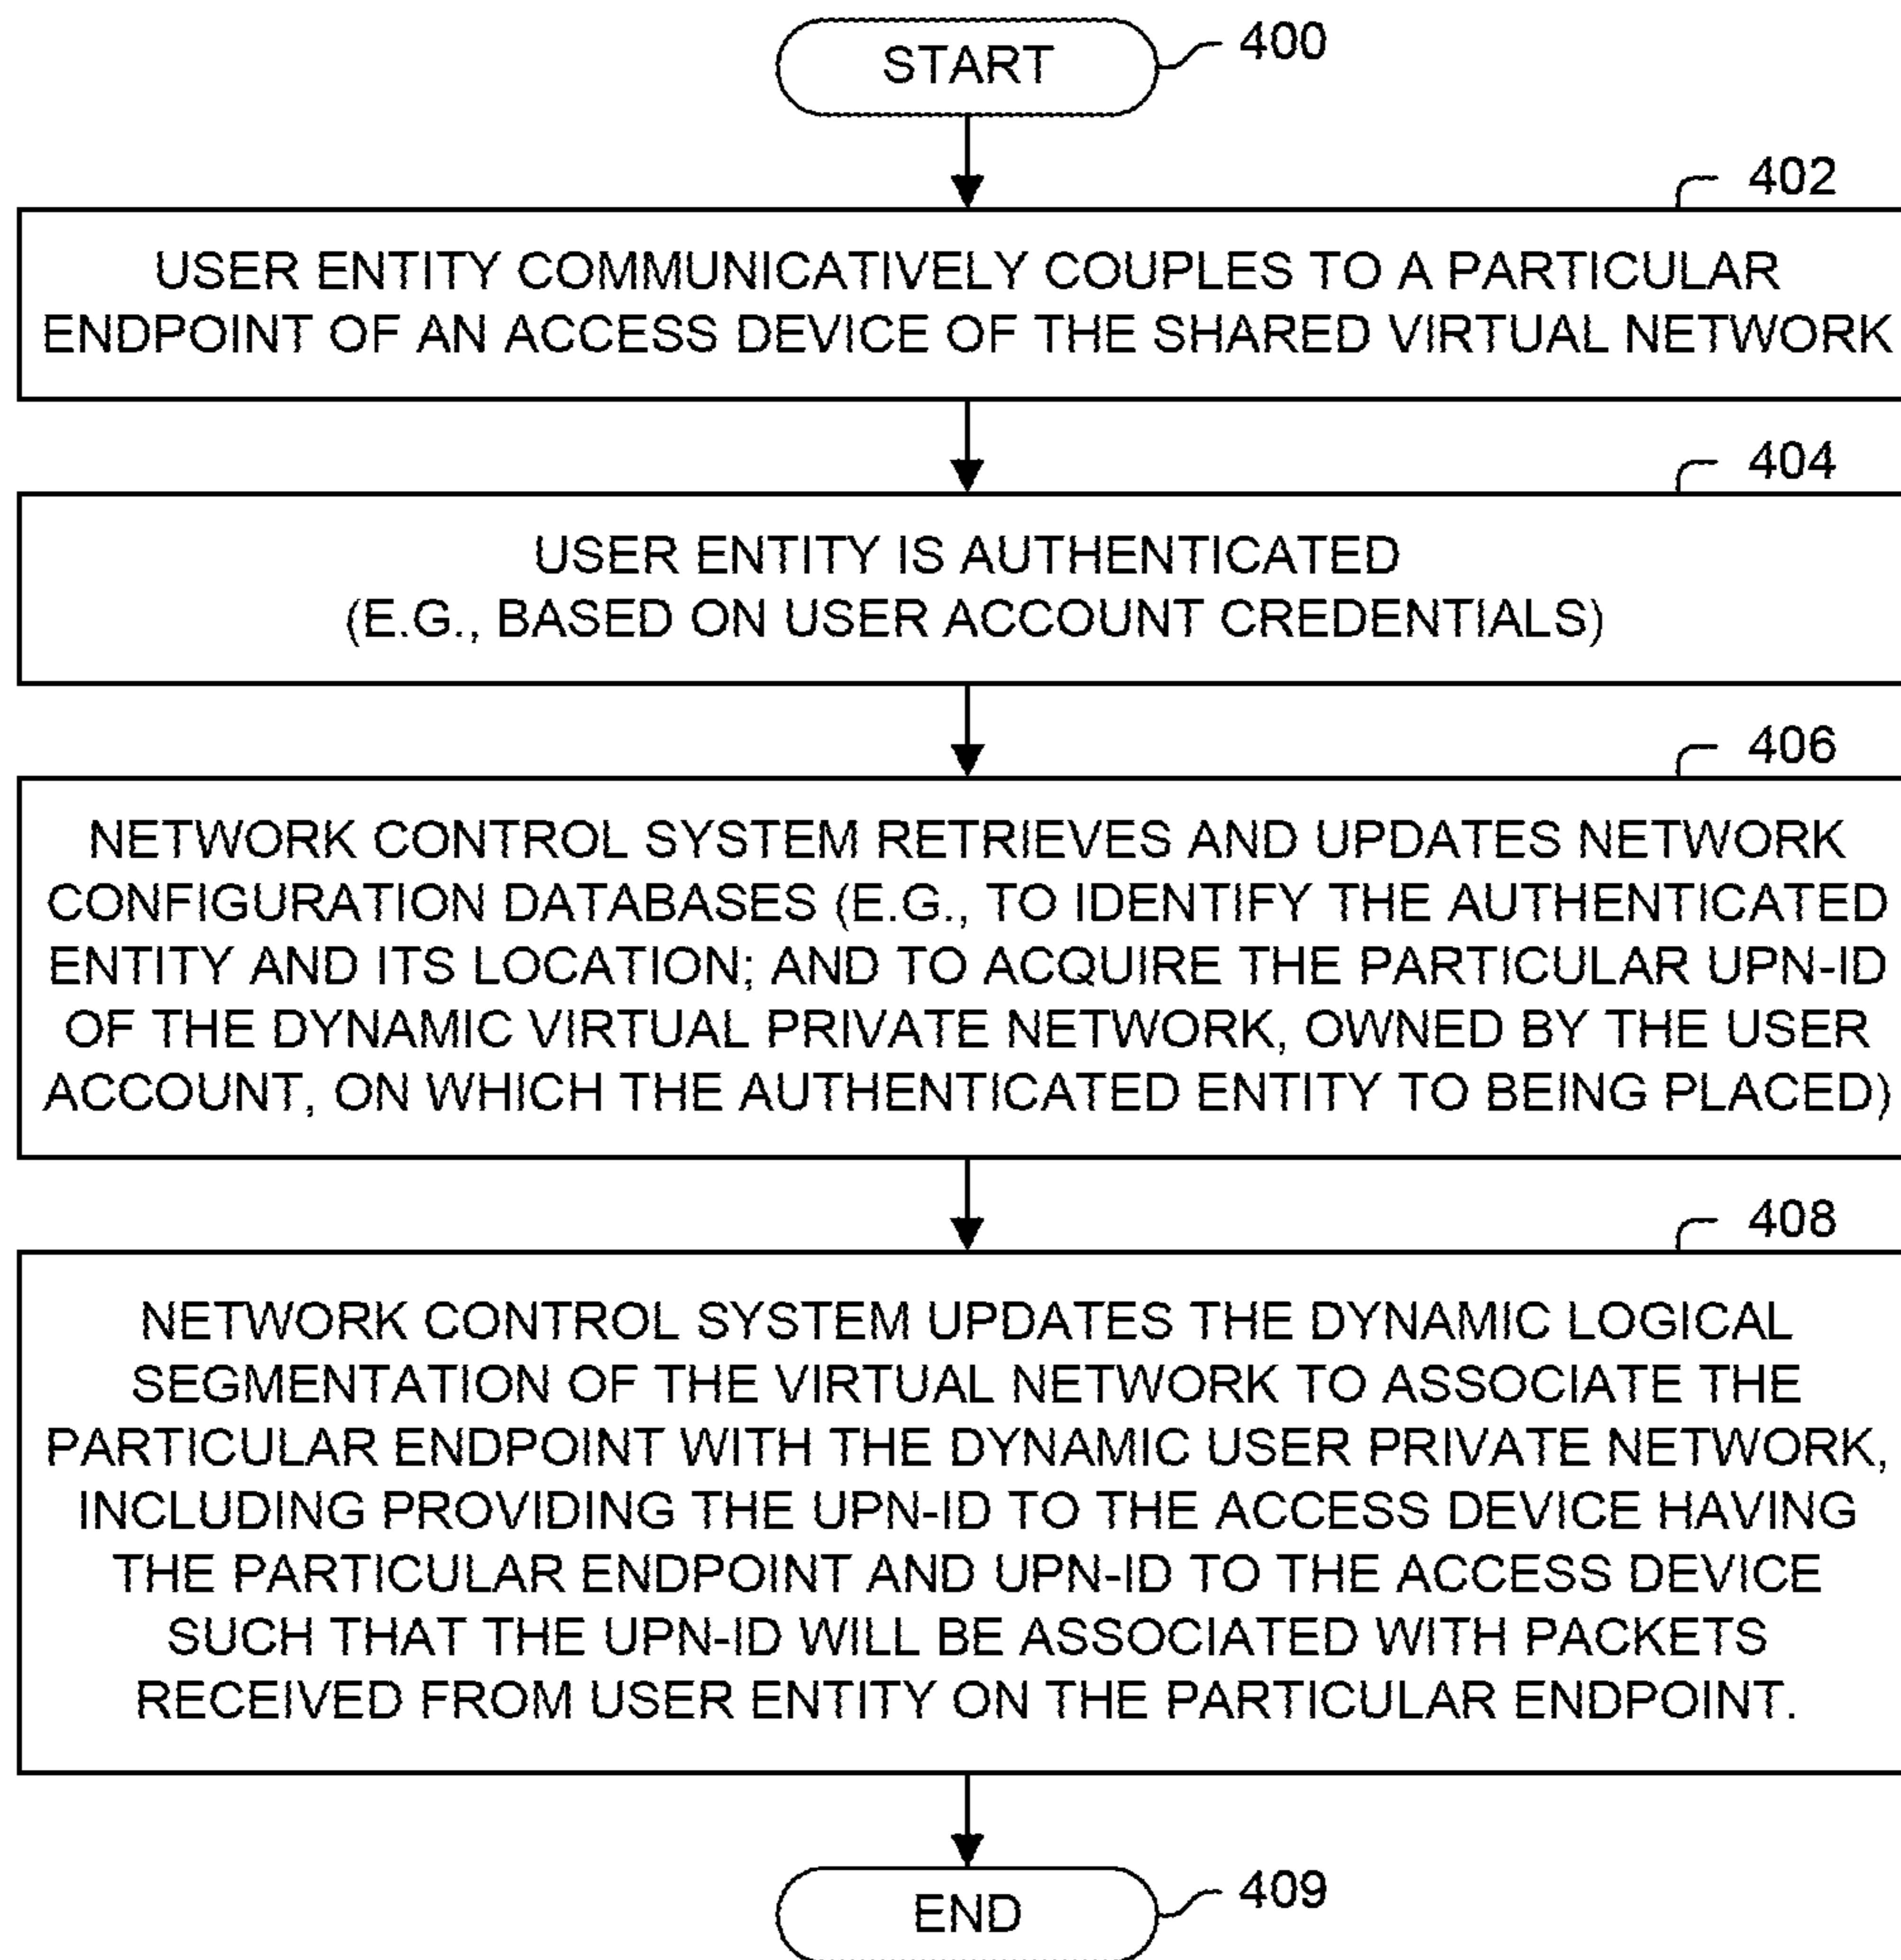 START
400
402
USER ENTITY COMMUNICATIVELY COUPLES TO A PARTICULAR
ENDPOINT OF AN ACCESS DEVICE OF THE SHARED VIRTUAL NETWORK
404
USER ENTITY IS AUTHENTICATED
(E.G., BASED ON USER ACCOUNT CREDENTIALS)
406
NETWORK CONTROL SYSTEM RETRIEVES AND UPDATES NETWORK
CONFIGURATION DATABASES (E.G., TO IDENTIFY THE AUTHENTICATED
ENTITY AND ITS LOCATION; AND TO ACQUIRE THE PARTICULAR UPN-ID
OF THE DYNAMIC VIRTUAL PRIVATE NETWORK, OWNED BY THE USER
ACCOUNT, ON WHICH THE AUTHENTICATED ENTITY TO BEING PLACED)
408
NETWORK CONTROL SYSTEM UPDATES THE DYNAMIC LOGICAL
SEGMENTATION OF THE VIRTUAL NETWORK TO ASSOCIATE THE
PARTICULAR ENDPOINT WITH THE DYNAMIC USER PRIVATE NETWORK,
INCLUDING PROVIDING THE UPN-ID TO THE ACCESS DEVICE HAVING
THE PARTICULAR ENDPOINT AND UPN-ID TO THE ACCESS DEVICE
SUCH THAT THE UPN-ID WILL BE ASSOCIATED WITH PACKETS
RECEIVED FROM USER ENTITY ON THE PARTICULAR ENDPOINT.
END
409